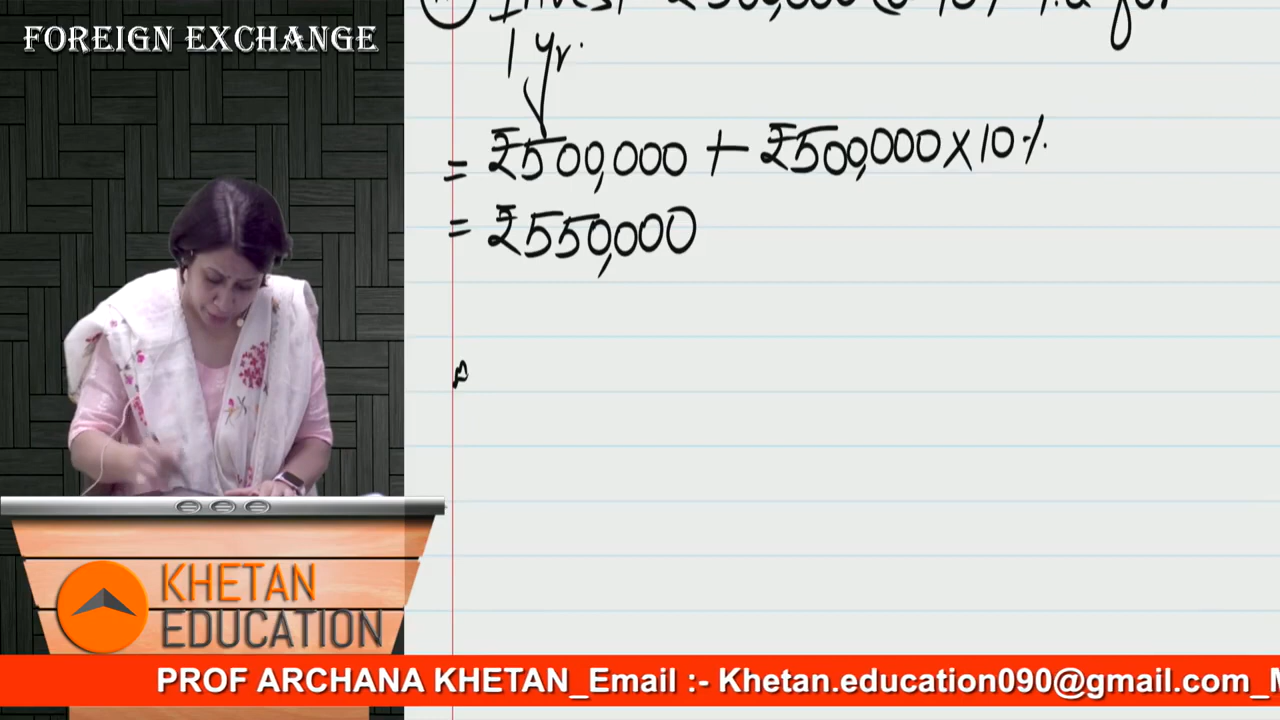 FOREIGN EXCHANGE
1 yr.
= ₹500,000 + ₹500,000 × 10%
= ₹550,000
KHETAN
EDUCATION
PROF ARCHANA KHETAN_Email :- Khetan.education090@gmail.com_